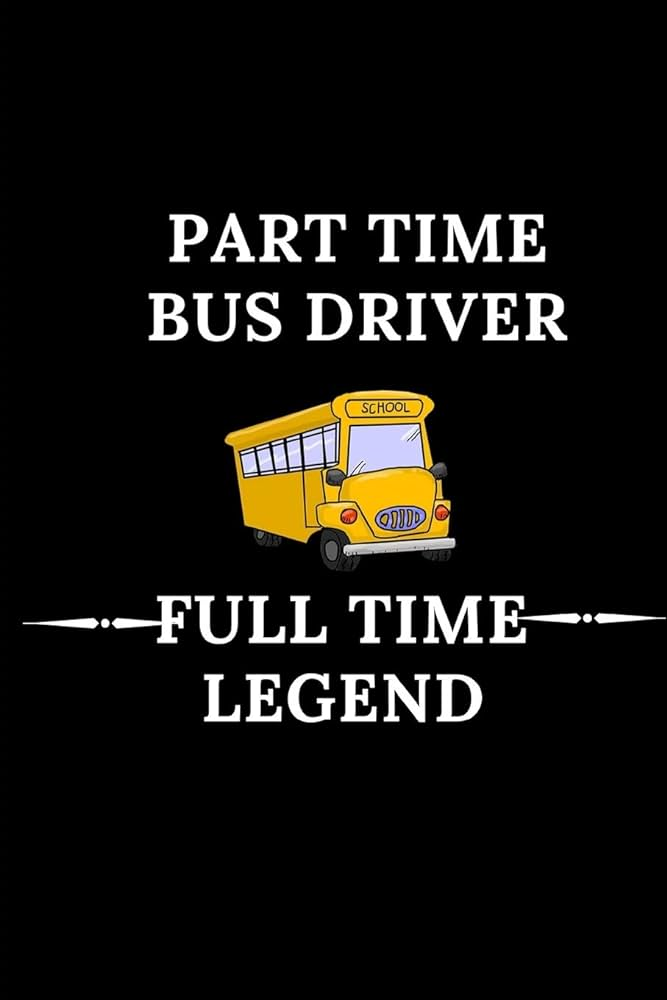 PART TIME
BUS DRIVER
SCHOOL
FULL TIME
LEGEND